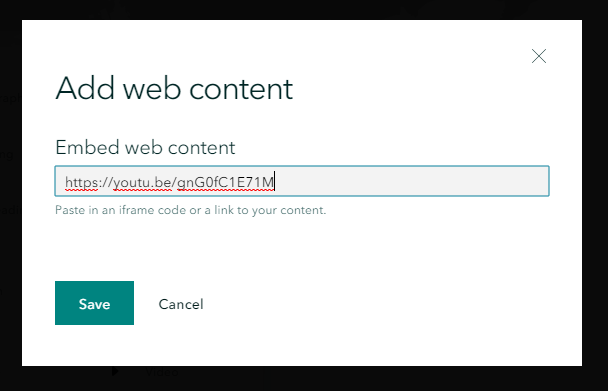 Add web content
Embed web content
https://youtu.be/gnG0fC1E71M
Paste in an iframe code or a link to your content.
Save
Cancel